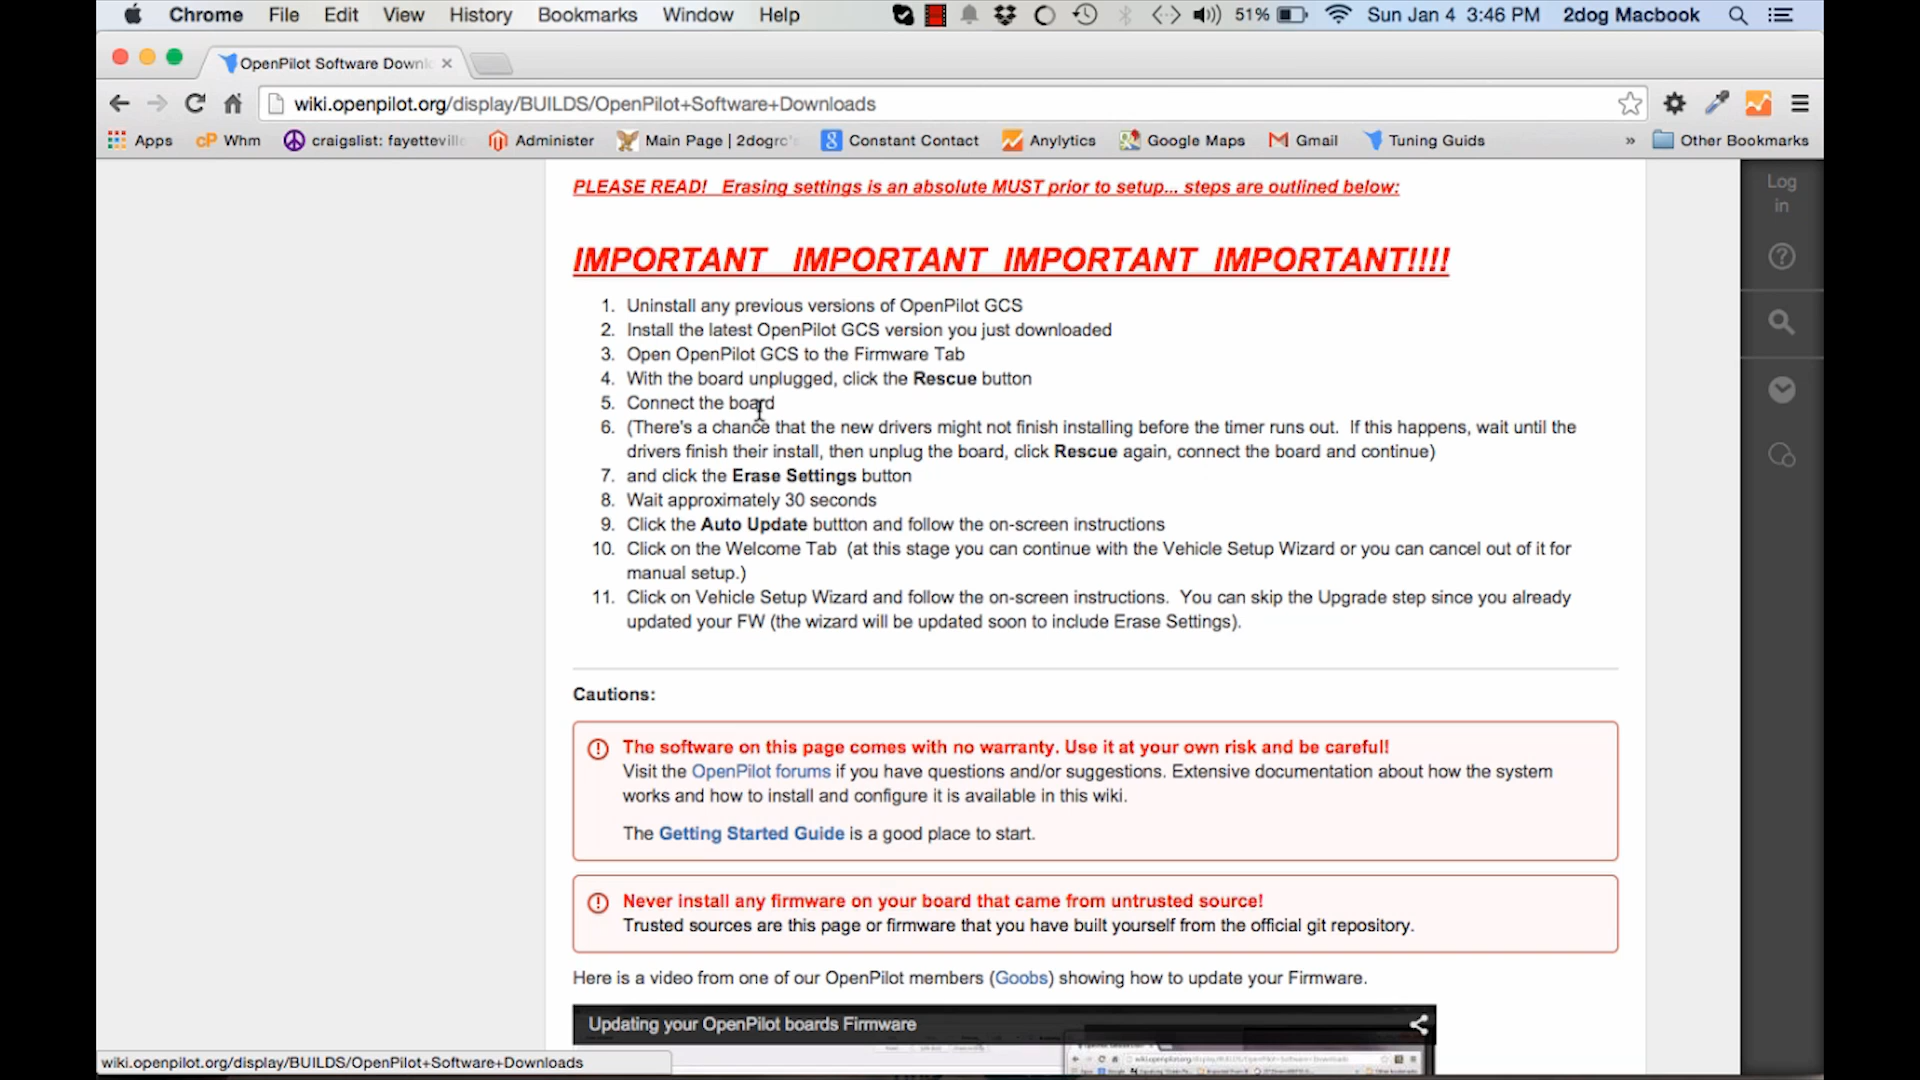 Chrome File Edit View History Bookmarks Window Help 51% Sun Jan 4 3:46 PM 2dog Macbook
OpenPilot Software Downl
wiki.openpilot.org/display/BUILDS/OpenPilot+Software+Downloads
Apps cP Whm craigslist: fayetteville Administer Main Page | 2dogrc' Constant Contact Anylytics Google Maps Gmail Tuning Guids » Other Bookmarks
Log
in
PLEASE READ! Erasing settings is an absolute MUST prior to setup... steps are outlined below:
IMPORTANT IMPORTANT IMPORTANT IMPORTANT!!!!
1. Uninstall any previous versions of OpenPilot GCS
2. Install the latest OpenPilot GCS version you just downloaded
3. Open OpenPilot GCS to the Firmware Tab
4. With the board unplugged, click the Rescue button
5. Connect the board
6. (There's a chance that the new drivers might not finish installing before the timer runs out. If this happens, wait until the
drivers finish their install, then unplug the board, click Rescue again, connect the board and continue)
7. and click the Erase Settings button
8. Wait approximately 30 seconds
9. Click the Auto Update buttton and follow the on-screen instructions
10. Click on the Welcome Tab (at this stage you can continue with the Vehicle Setup Wizard or you can cancel out of it for
manual setup.)
11. Click on Vehicle Setup Wizard and follow the on-screen instructions. You can skip the Upgrade step since you already
updated your FW (the wizard will be updated soon to include Erase Settings).
Cautions:
The software on this page comes with no warranty. Use it at your own risk and be careful!
Visit the OpenPilot forums if you have questions and/or suggestions. Extensive documentation about how the system
works and how to install and configure it is available in this wiki.
The Getting Started Guide is a good place to start.
Never install any firmware on your board that came from untrusted source!
Trusted sources are this page or firmware that you have built yourself from the official git repository.
Here is a video from one of our OpenPilot members (Goobs) showing how to update your Firmware.
Updating your OpenPilot boards Firmware
wiki.openpilot.org/display/BUILDS/OpenPilot+Software+Downloads